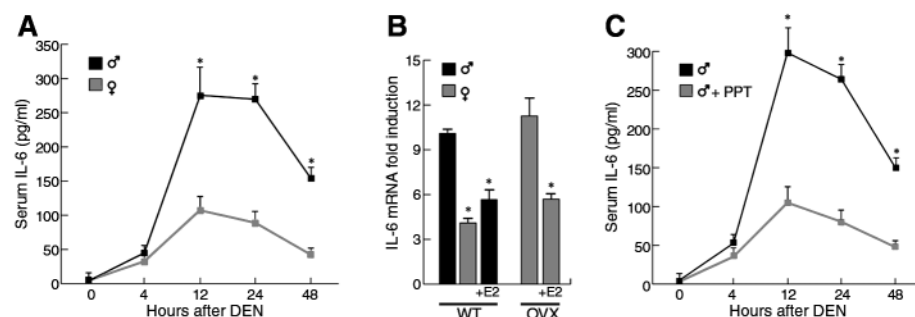 A
350
300
250
200
150
100
50
0
Serum IL-6 (pg/ml)
♂
♀
*
*
*
0 4 12 24 48
Hours after DEN
B
15
12
9
6
3
0
IL-6 mRNA fold induction
♂
♀
*
*
*
+E2 +E2
WT OVX
C
300
250
200
150
100
50
0
Serum IL-6 (pg/ml)
♂
♂ + PPT
*
*
*
0 4 12 24 48
Hours after DEN